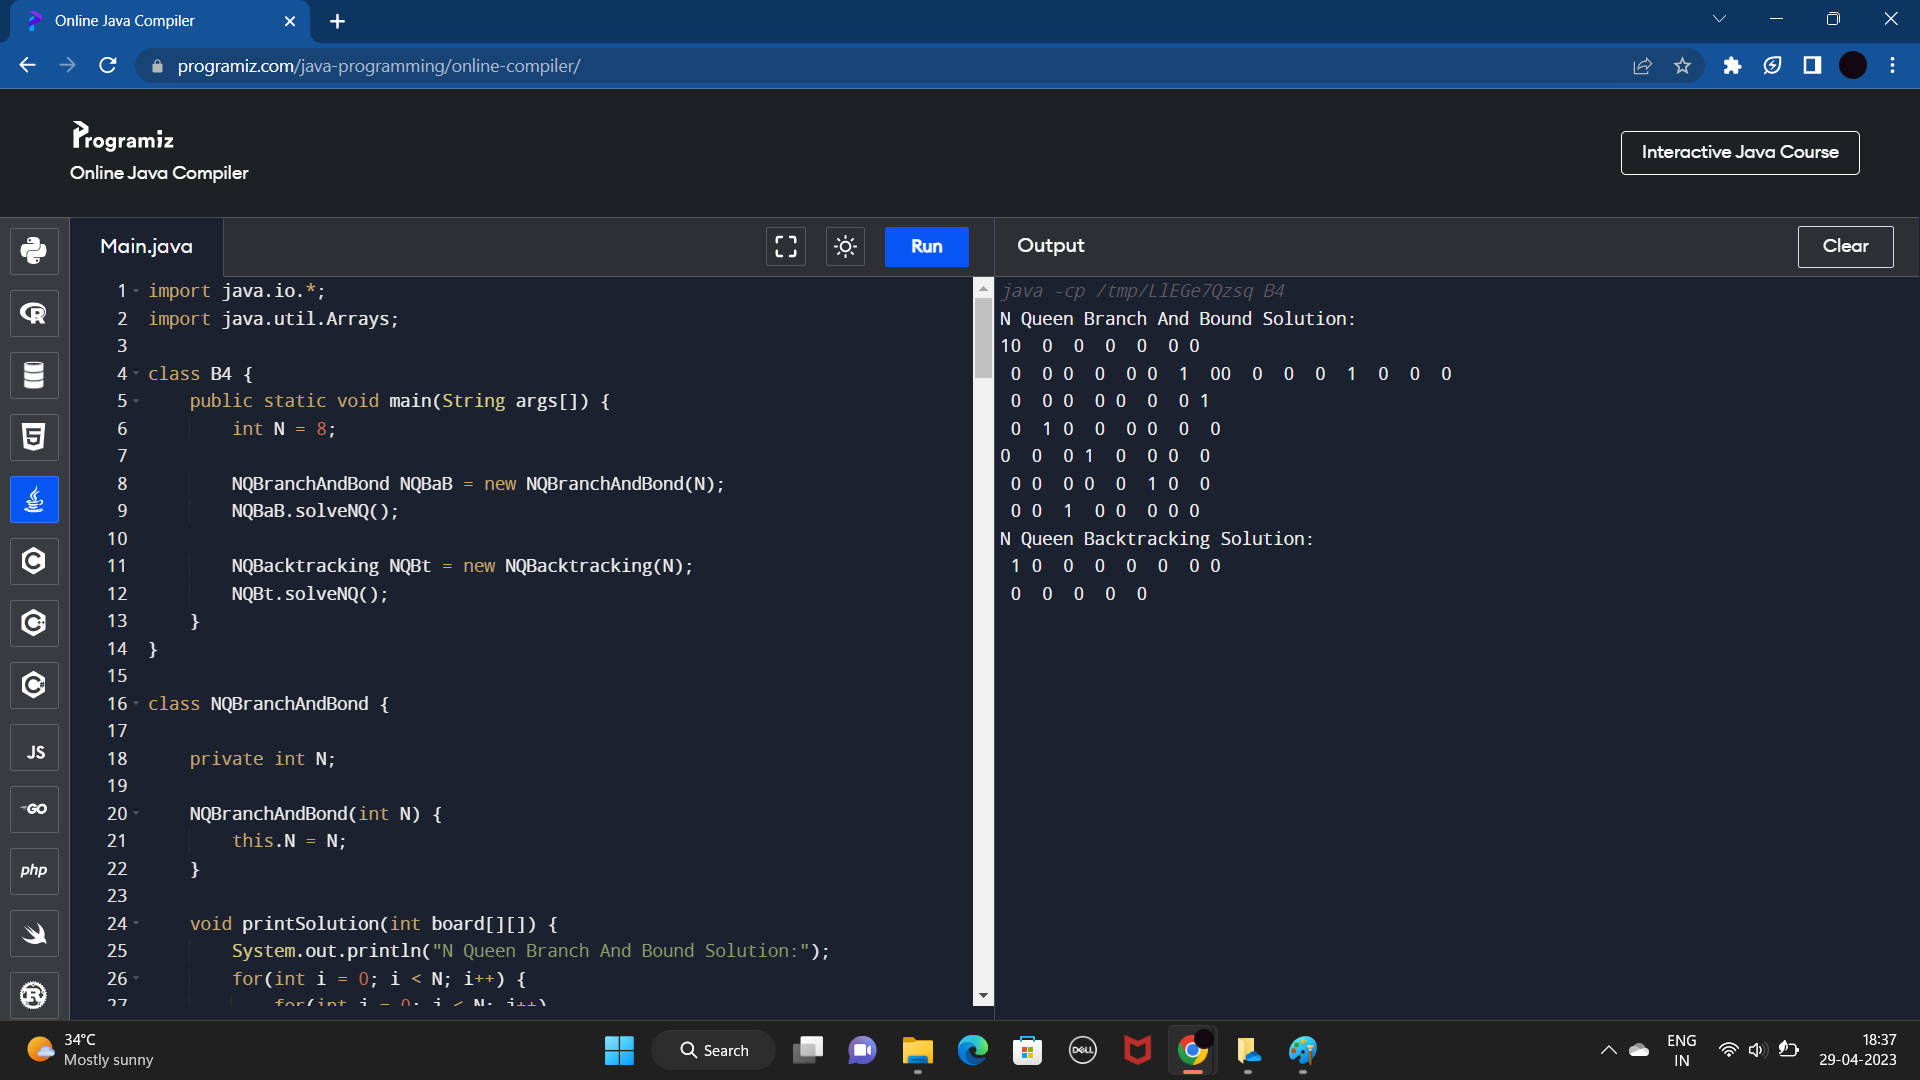 Online Java Compiler
programiz.com/java-programming/online-compiler/
Programiz
Online Java Compiler
Interactive Java Course
Main.java
Run
Output
Clear
1 import java.io.*;
2 import java.util.Arrays;
3
4 class B4 {
5 public static void main(String args[]) {
6 int N = 8;
7
8 NQBranchAndBond NQBaB = new NQBranchAndBond(N);
9 NQBaB.solveNQ();
10
11 NQBacktracking NQBt = new NQBacktracking(N);
12 NQBt.solveNQ();
13 }
14 }
15
16 class NQBranchAndBond {
17
18 private int N;
19
20 NQBranchAndBond(int N) {
21 this.N = N;
22 }
23
24 void printSolution(int board[][]) {
25 System.out.println("N Queen Branch And Bound Solution:");
26 for(int i = 0; i < N; i++) {
27 for(int j = 0; j < N; j++)
java -cp /tmp/LlEGe7Qzsq B4
N Queen Branch And Bound Solution:
10  0  0  0  0  0 0
 0  0 0  0  0 0  1  00  0  0  0  1  0  0  0
 0  0 0  0 0  0  0 1
 0  1 0  0  0 0  0  0
0  0  0 1  0  0 0  0
 0 0  0 0  0  1 0  0
 0 0  1  0 0  0 0 0
N Queen Backtracking Solution:
 1 0  0  0  0  0  0 0
 0  0  0  0  0
JS
GO
php
34°C
Mostly sunny
Search
DELL
ENG
IN
18:37
29-04-2023